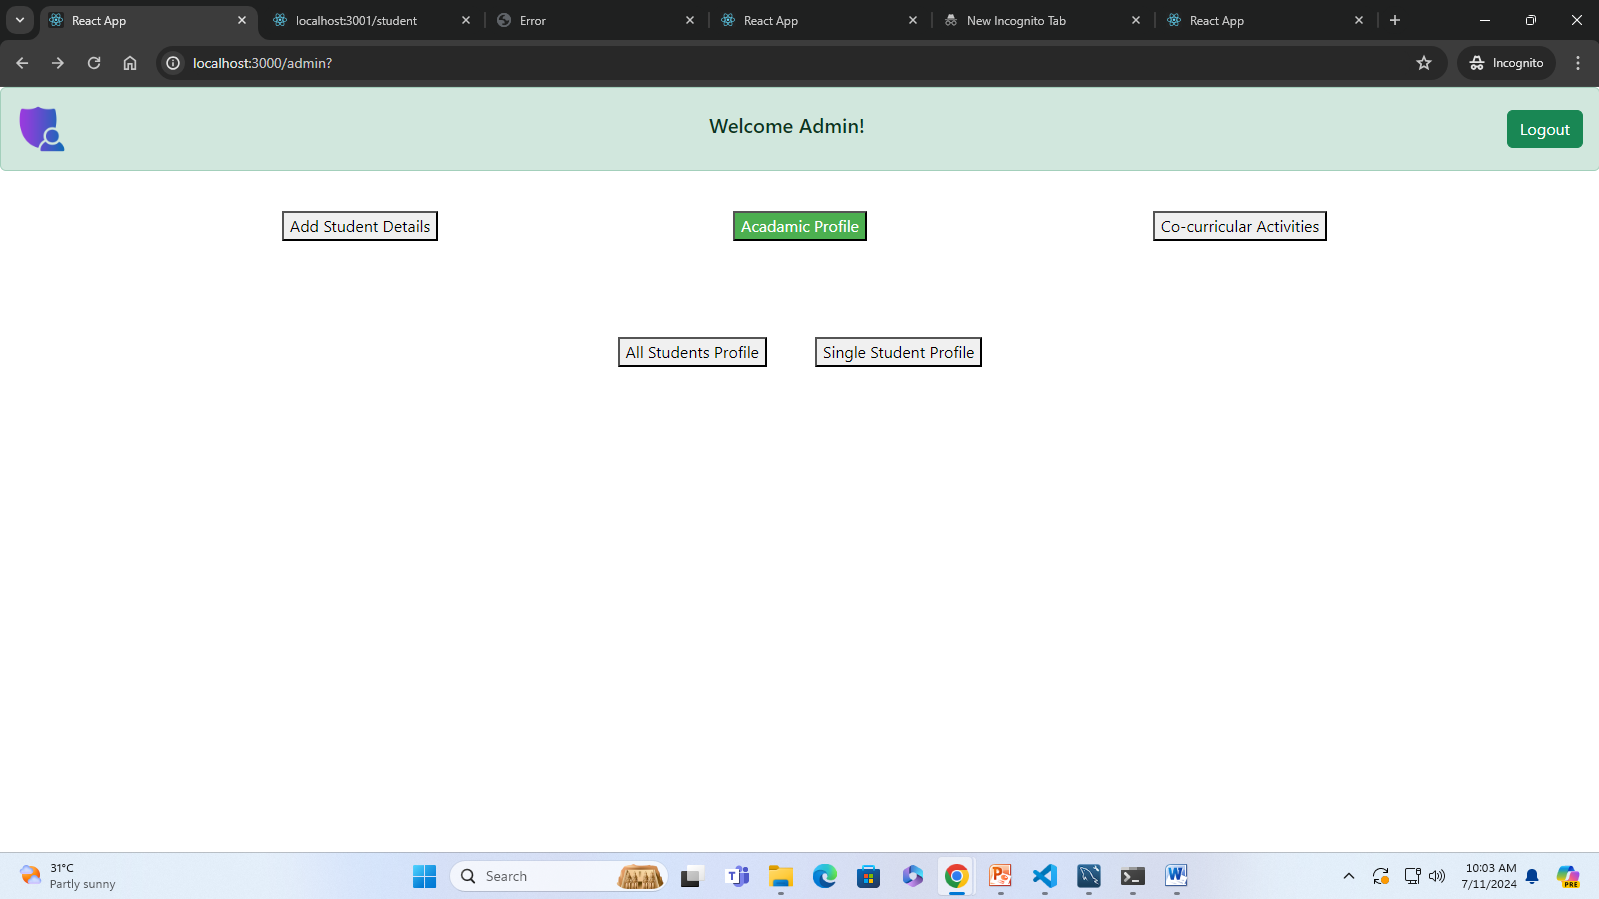 React App
localhost:3001/student
Error
React App
New Incognito Tab
React App
localhost:3000/admin?
Incognito
Welcome Admin!
Logout
Add Student Details
Acadamic Profile
Co-curricular Activities
All Students Profile
Single Student Profile
31°C
Partly sunny
Search
10:03 AM
7/11/2024
PRE